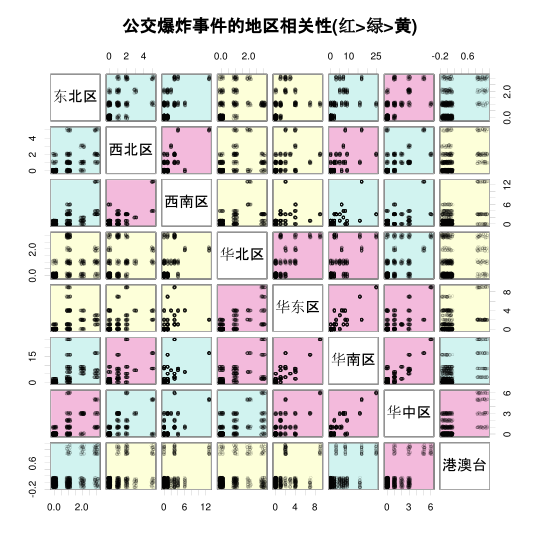 公交爆炸事件的地区相关性(红>绿>黄)
0 2 4 0.0 2.0 0 10 25 -0.2 0.6
东北区 0.0 2.0
0 2 4 西北区
西南区 0 6 12
0.0 2.0 华北区
华东区 0 4 8
0 15 华南区
华中区 0 3 6
-0.2 0.6 港澳台
0.0 2.0 0 6 12 0 4 8 0 3 6